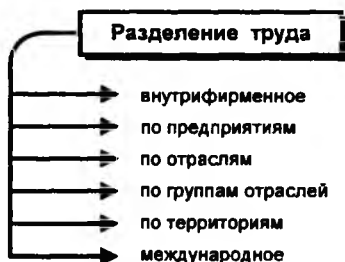 Разделение труда
внутрифирменное
по предприятиям
по отраслям
по группам отраслей
по территориям
международное